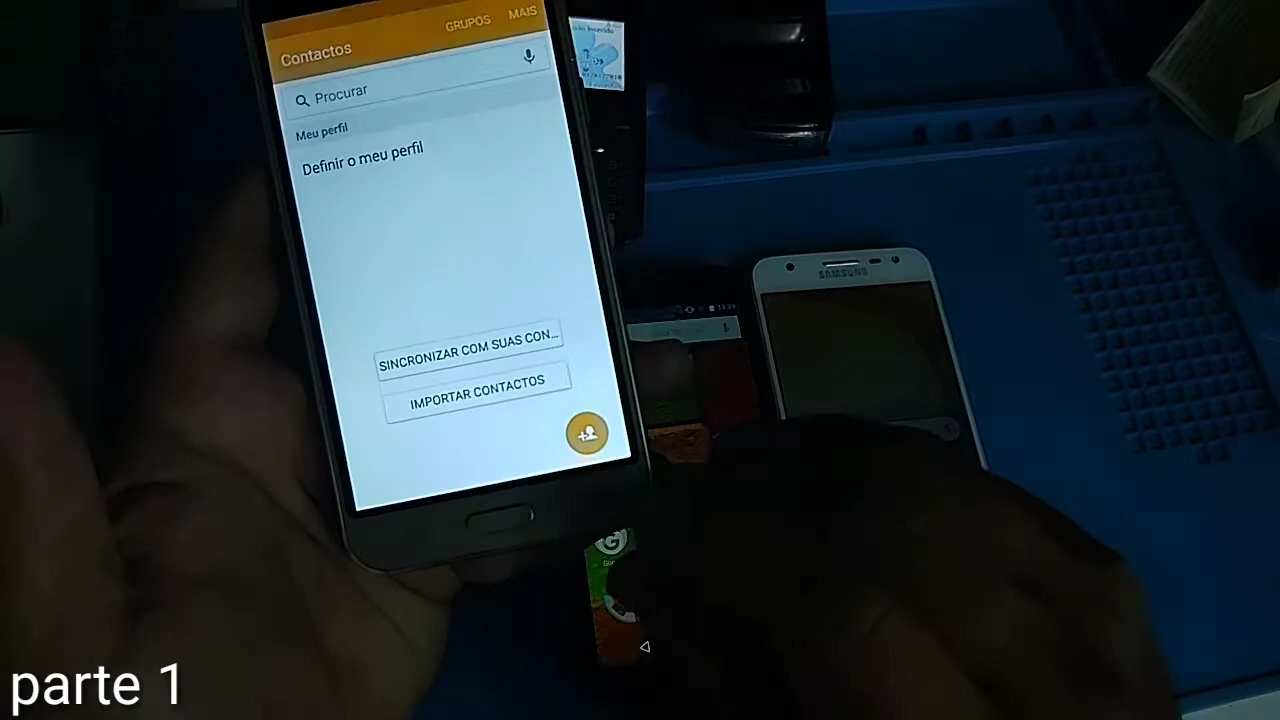 GRUPOS MAIS
Contactos
Procurar
Meu perfil
Definir o meu perfil
SINCRONIZAR COM SUAS CON...
IMPORTAR CONTACTOS
SAMSUNG
parte 1